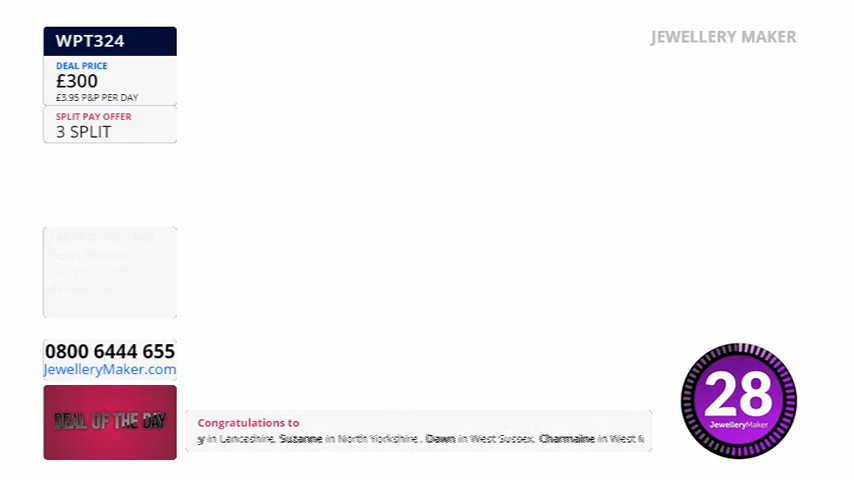 WPT324
DEAL PRICE
£300
£3.95 P&P PER DAY
SPLIT PAY OFFER
3 SPLIT
JEWELLERY MAKER
0800 6444 655
JewelleryMaker.com
DEAL OF THE DAY
Congratulations to
y in Lancashire, Suzanne in North Yorkshire, Dawn in West Sussex, Charmaine in West M
28
JewelleryMaker